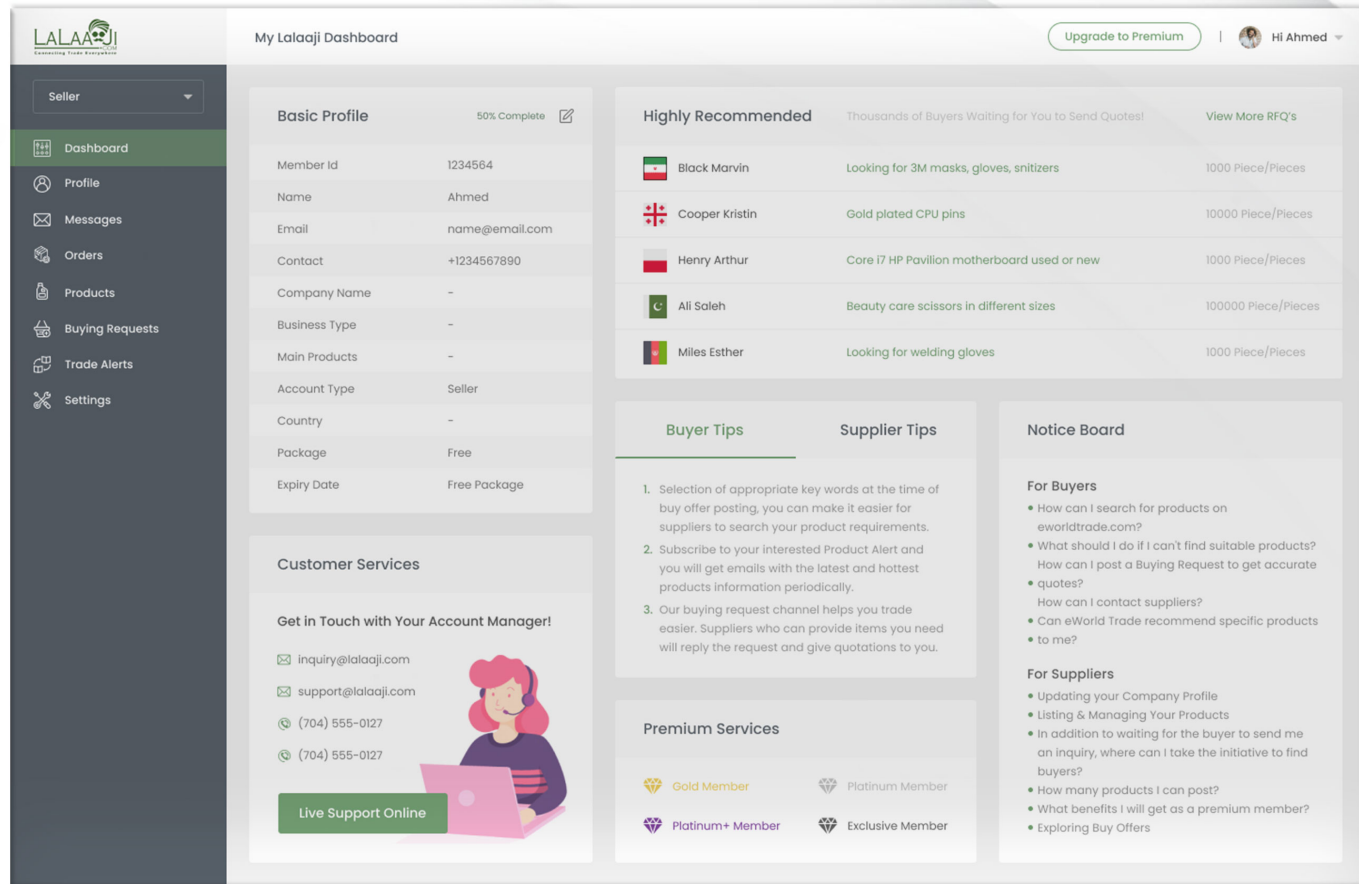 LALAAJI
.COM
Connecting Trade Everywhere
My Lalaaji Dashboard
Upgrade to Premium
Hi Ahmed
Seller
Dashboard
Profile
Messages
Orders
Products
Buying Requests
Trade Alerts
Settings
Basic Profile
50% Complete
Member Id 1234564
Name Ahmed
Email name@email.com
Contact +1234567890
Company Name -
Business Type -
Main Products -
Account Type Seller
Country -
Package Free
Expiry Date Free Package
Customer Services
Get in Touch with Your Account Manager!
inquiry@lalaaji.com
support@lalaaji.com
(704) 555-0127
(704) 555-0127
Live Support Online
Highly Recommended Thousands of Buyers Waiting for You to Send Quotes! View More RFQ's
Black Marvin Looking for 3M masks, gloves, snitizers 1000 Piece/Pieces
Cooper Kristin Gold plated CPU pins 10000 Piece/Pieces
Henry Arthur Core i7 HP Pavilion motherboard used or new 1000 Piece/Pieces
Ali Saleh Beauty care scissors in different sizes 100000 Piece/Pieces
Miles Esther Looking for welding gloves 1000 Piece/Pieces
Buyer Tips Supplier Tips
1. Selection of appropriate key words at the time of
buy offer posting, you can make it easier for
suppliers to search your product requirements.
2. Subscribe to your interested Product Alert and
you will get emails with the latest and hottest
products information periodically.
3. Our buying request channel helps you trade
easier. Suppliers who can provide items you need
will reply the request and give quotations to you.
Premium Services
Gold Member Platinum Member
Platinum+ Member Exclusive Member
Notice Board
For Buyers
• How can I search for products on
eworldtrade.com?
• What should I do if I can't find suitable products?
How can I post a Buying Request to get accurate
• quotes?
How can I contact suppliers?
• Can eWorld Trade recommend specific products
• to me?
For Suppliers
• Updating your Company Profile
• Listing & Managing Your Products
• In addition to waiting for the buyer to send me
an inquiry, where can I take the initiative to find
buyers?
• How many products I can post?
• What benefits I will get as a premium member?
• Exploring Buy Offers